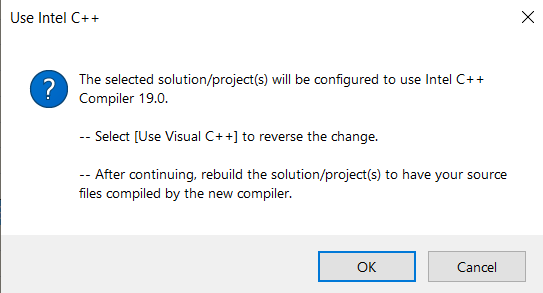 Use Intel C++
The selected solution/project(s) will be configured to use Intel C++
Compiler 19.0.
-- Select [Use Visual C++] to reverse the change.
-- After continuing, rebuild the solution/project(s) to have your source
files compiled by the new compiler.
OK
Cancel